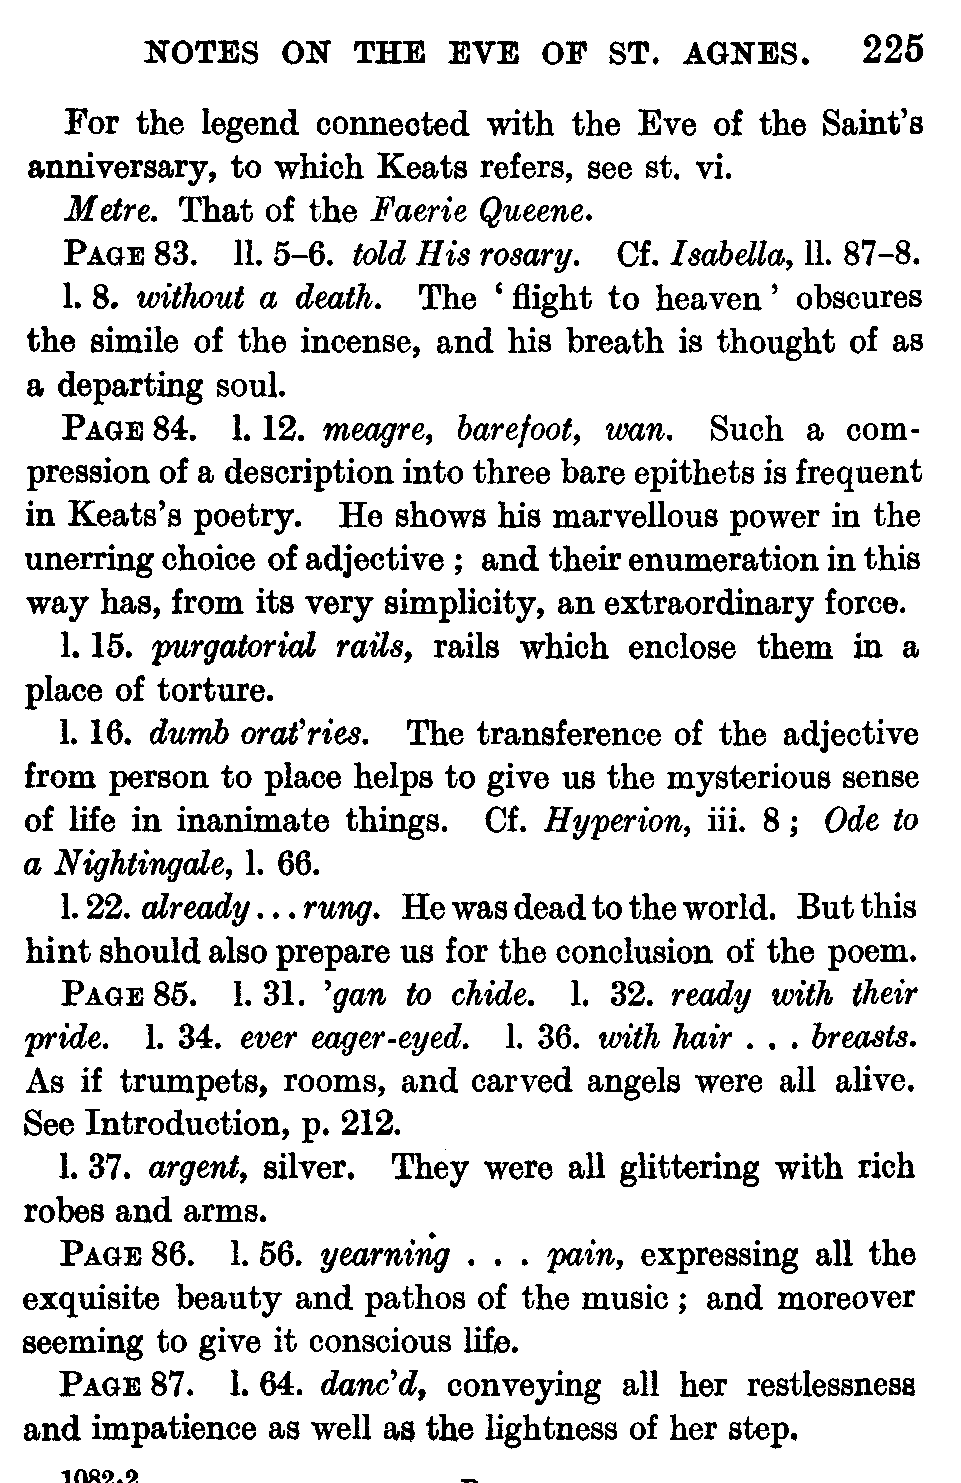 NOTES ON THE EVE OF ST. AGNES. 225
For the legend connected with the Eve of the Saint's
anniversary, to which Keats refers, see st. vi.
Metre. That of the Faerie Queene.
PAGE 83. ll. 5–6. told His rosary. Cf. Isabella, ll. 87–8.
l. 8. without a death. The ‘flight to heaven’ obscures
the simile of the incense, and his breath is thought of as
a departing soul.
PAGE 84. l. 12. meagre, barefoot, wan. Such a com-
pression of a description into three bare epithets is frequent
in Keats's poetry. He shows his marvellous power in the
unerring choice of adjective ; and their enumeration in this
way has, from its very simplicity, an extraordinary force.
l. 15. purgatorial rails, rails which enclose them in a
place of torture.
l. 16. dumb orat'ries. The transference of the adjective
from person to place helps to give us the mysterious sense
of life in inanimate things. Cf. Hyperion, iii. 8 ; Ode to
a Nightingale, l. 66.
l. 22. already . . . rung. He was dead to the world. But this
hint should also prepare us for the conclusion of the poem.
PAGE 85. l. 31. 'gan to chide. l. 32. ready with their
pride. l. 34. ever eager-eyed. l. 36. with hair . . . breasts.
As if trumpets, rooms, and carved angels were all alive.
See Introduction, p. 212.
l. 37. argent, silver. They were all glittering with rich
robes and arms.
PAGE 86. l. 56. yearning . . . pain, expressing all the
exquisite beauty and pathos of the music ; and moreover
seeming to give it conscious life.
PAGE 87. l. 64. danc'd, conveying all her restlessness
and impatience as well as the lightness of her step.
1082·2